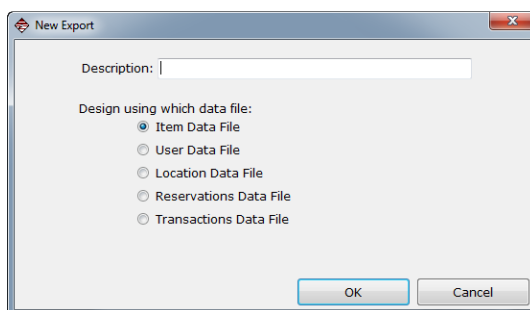 New Export
Description:
Design using which data file:
Item Data File
User Data File
Location Data File
Reservations Data File
Transactions Data File
OK Cancel